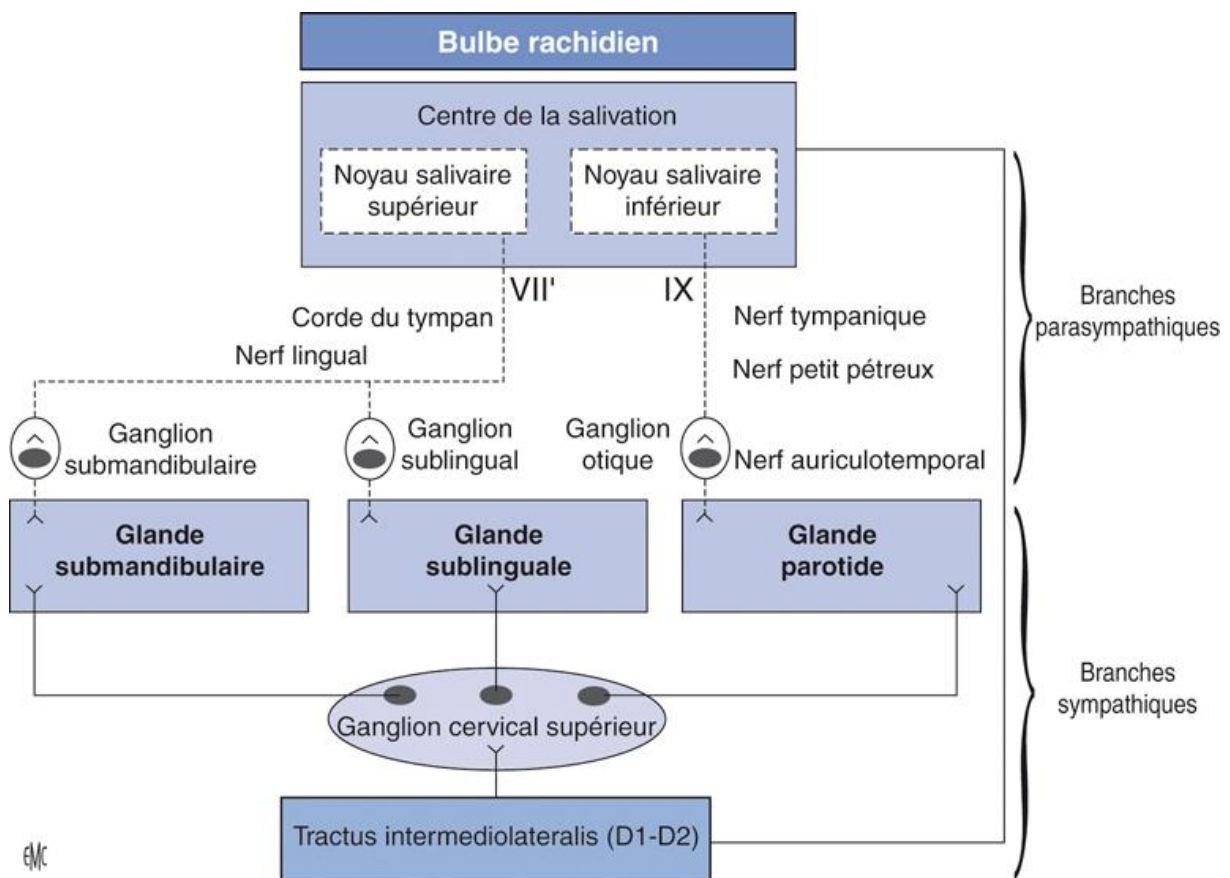 Bulbe rachidien
Centre de la salivation
Noyau salivaire
supérieur
Noyau salivaire
inférieur
VII'
IX
Corde du tympan
Nerf lingual
Nerf tympanique
Nerf petit pétreux
Branches
parasympathiques
Ganglion
submandibulaire
Ganglion
sublingual
Ganglion
otique
Nerf auriculotemporal
Glande
submandibulaire
Glande
sublinguale
Glande
parotide
Branches
sympathiques
Ganglion cervical supérieur
Tractus intermediolateralis (D1-D2)
EMC